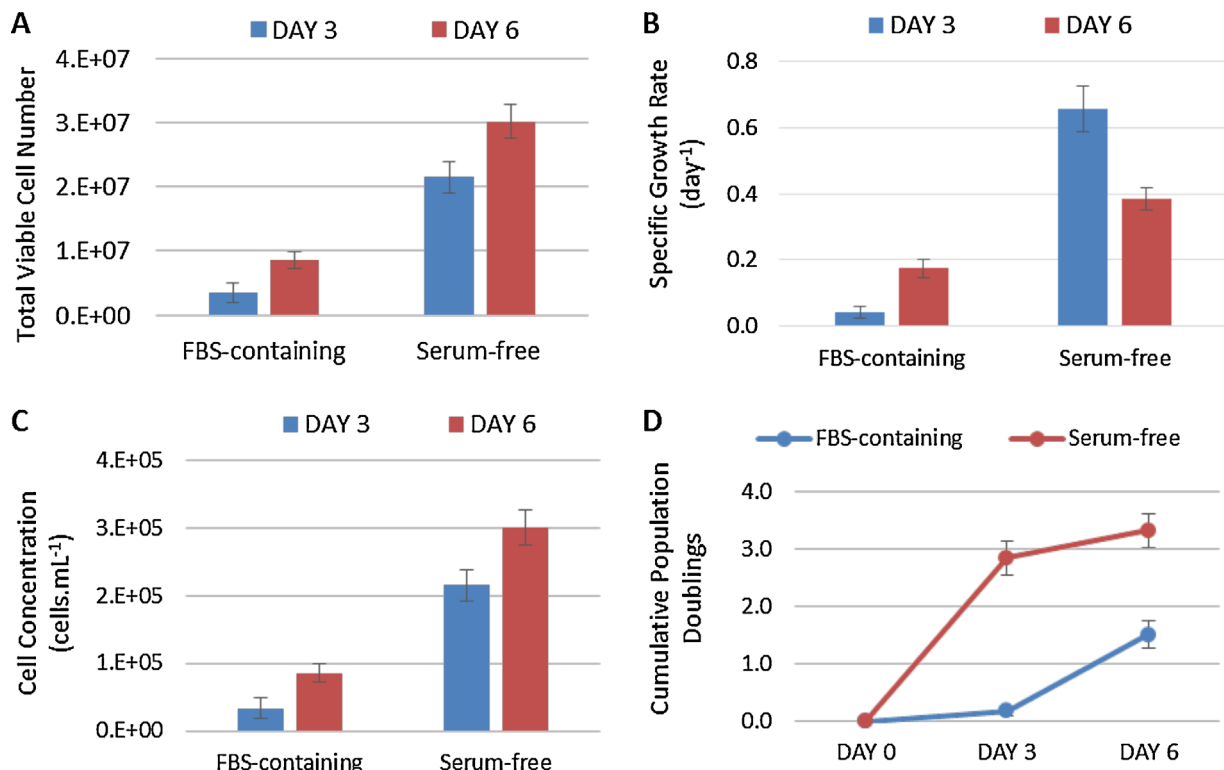 A
DAY 3 DAY 6
Total Viable Cell Number
4.E+07
3.E+07
2.E+07
1.E+07
0.E+00
FBS-containing Serum-free
B
DAY 3 DAY 6
Specific Growth Rate
(day-1)
0.8
0.6
0.4
0.2
0.0
FBS-containing Serum-free
C
DAY 3 DAY 6
Cell Concentration
(cells.mL-1)
4.E+05
3.E+05
2.E+05
1.E+05
0.E+00
FBS-containing Serum-free
D
FBS-containing Serum-free
Cumulative Population
Doublings
4.0
3.0
2.0
1.0
0.0
DAY 0 DAY 3 DAY 6